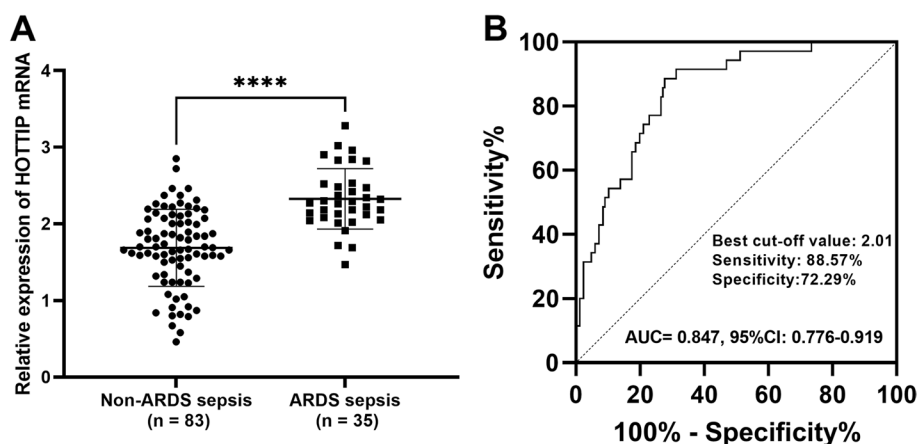 A
Relative expression of HOTTIP mRNA
4
3
2
1
0
****
Non-ARDS sepsis
(n = 83)
ARDS sepsis
(n = 35)
B
Sensitivity%
100
80
60
40
20
0
Best cut-off value: 2.01
Sensitivity: 88.57%
Specificity:72.29%
AUC= 0.847, 95%CI: 0.776-0.919
0 20 40 60 80 100
100% - Specificity%